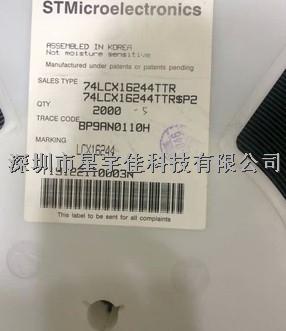 STMicroelectronics
ASSEMBLED IN KOREA
Not moisture sensitive
Manufactured under patents or patents pending
SALES TYPE 74LCX16244TTR
74LCX16244TTR$P2
QTY 2000 -5
TRACE CODE BP9AN0110H
MARKING LCX16244
深圳市星宇佳科技有限公司
This label to be sent for all complaints